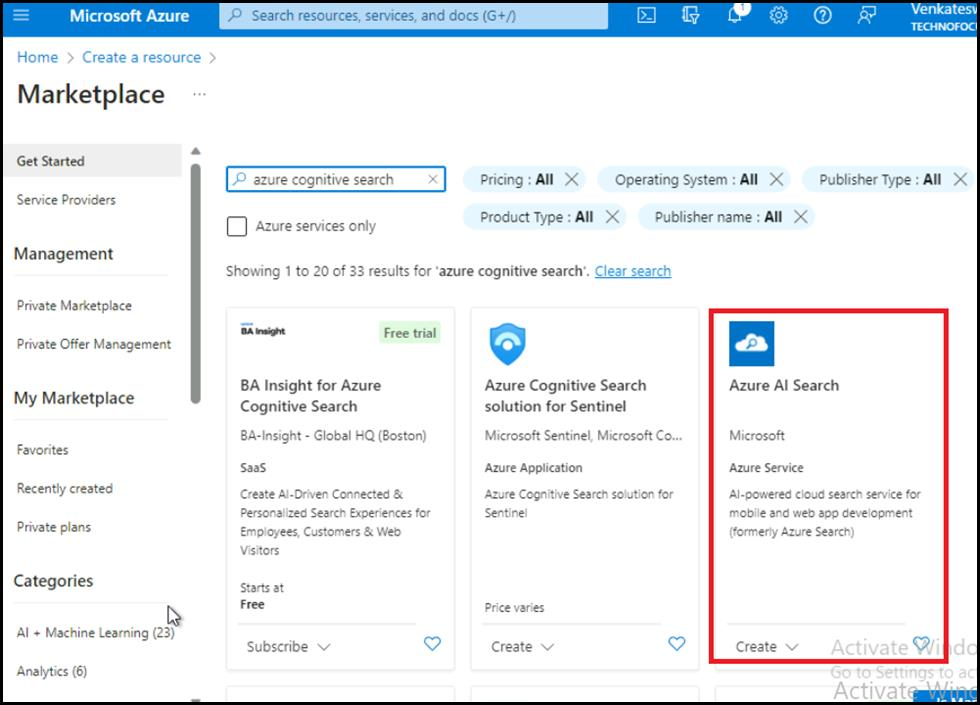 Microsoft Azure
Search resources, services, and docs (G+/)
1
TECHNOFOC
Home > Create a resource >
Marketplace ...
Get Started
Service Providers
Management
Private Marketplace
Private Offer Management
My Marketplace
Favorites
Recently created
Private plans
Categories
AI + Machine Learning (23)
Analytics (6)
azure cognitive search
Pricing : All
Operating System : All
Publisher Type : All
Product Type : All
Publisher name : All
Azure services only
Showing 1 to 20 of 33 results for 'azure cognitive search'. Clear search
BA Insight
Free trial
BA Insight for Azure
Cognitive Search
BA-Insight - Global HQ (Boston)
SaaS
Create AI-Driven Connected &
Personalized Search Experiences for
Employees, Customers & Web
Visitors
Starts at
Free
Subscribe
Azure Cognitive Search
solution for Sentinel
Microsoft Sentinel, Microsoft Co...
Azure Application
Azure Cognitive Search solution for
Sentinel
Price varies
Create
Azure AI Search
Microsoft
Azure Service
AI-powered cloud search service for
mobile and web app development
(formerly Azure Search)
Create
Activate Windo
Go to Settings to ac
Activate Wind